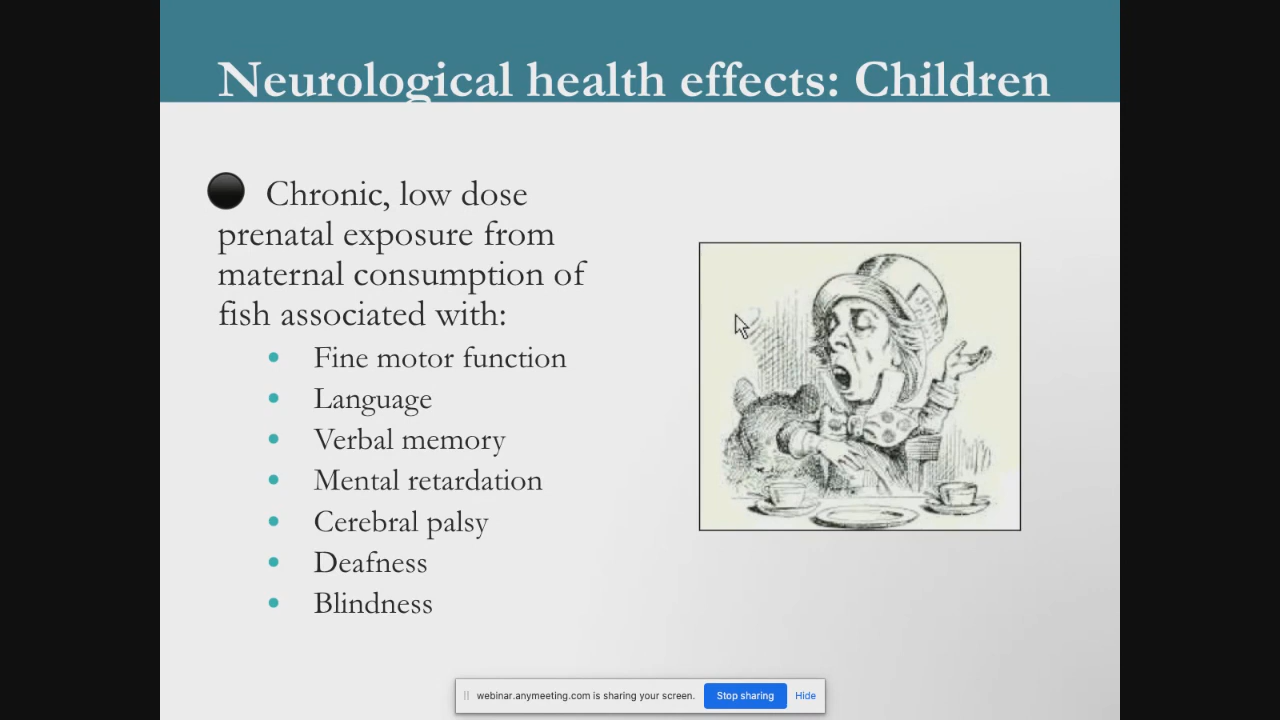 Neurological health effects: Children
Chronic, low dose
prenatal exposure from
maternal consumption of
fish associated with:
Fine motor function
Language
Verbal memory
Mental retardation
Cerebral palsy
Deafness
Blindness
webinar.anymeeting.com is sharing your screen. Stop sharing Hide